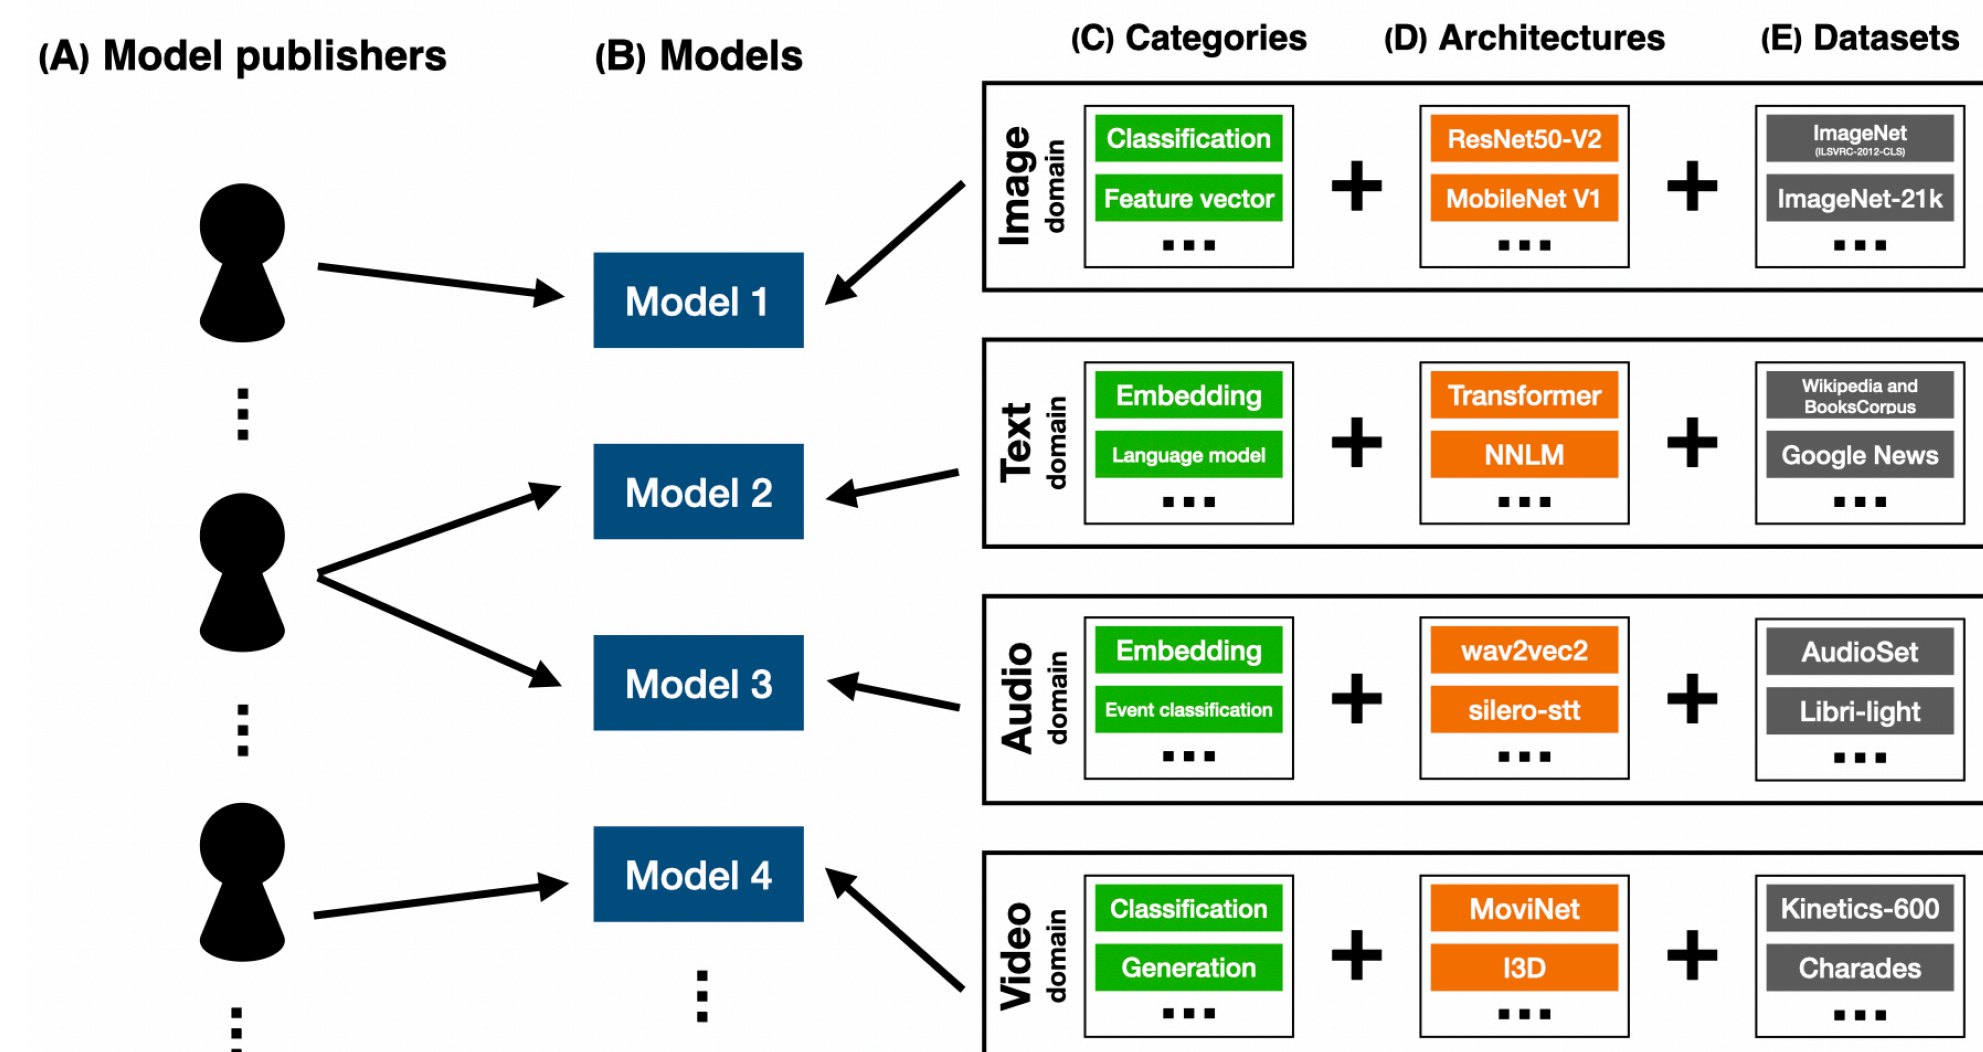 (A) Model publishers
(B) Models
(C) Categories
(D) Architectures
(E) Datasets
Model 1
Model 2
Model 3
Model 4
Image
domain
Classification
Feature vector
ResNet50-V2
MobileNet V1
ImageNet
(ILSVRC-2012-CLS)
ImageNet-21k
Text
domain
Embedding
Language model
Transformer
NNLM
Wikipedia and
BooksCorpus
Google News
Audio
domain
Embedding
Event classification
wav2vec2
silero-stt
AudioSet
Libri-light
Video
domain
Classification
Generation
MoviNet
I3D
Kinetics-600
Charades